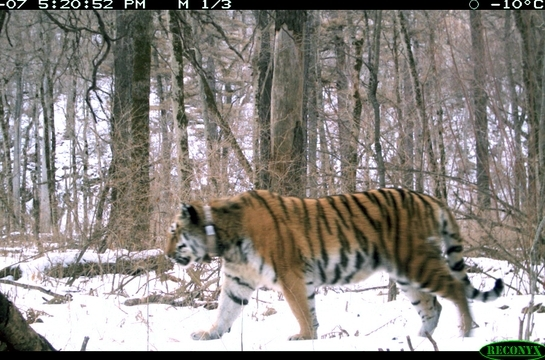 -07 5:20:52 PM M 1/3 ○ -10°C
RECONYX